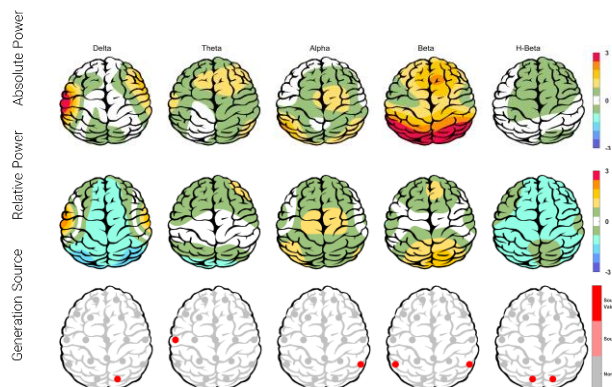 Absolute Power
Delta
Theta
Alpha
Beta
H-Beta
3
0
-3
Relative Power
3
0
-3
Generation Source